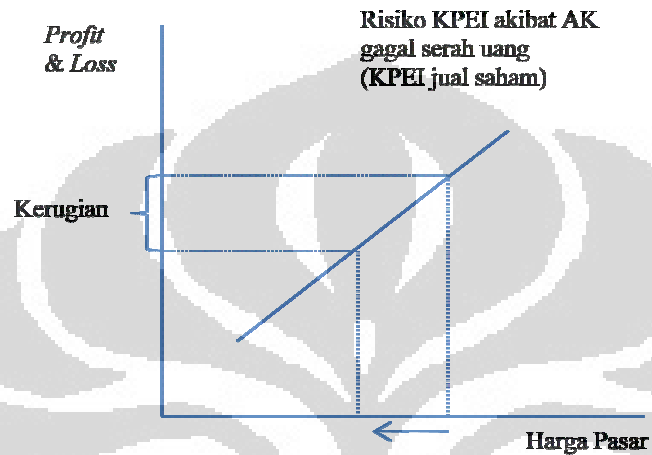 Profit
& Loss
Risiko KPEI akibat AK
gagal serah uang
(KPEI jual saham)
Kerugian
Harga Pasar